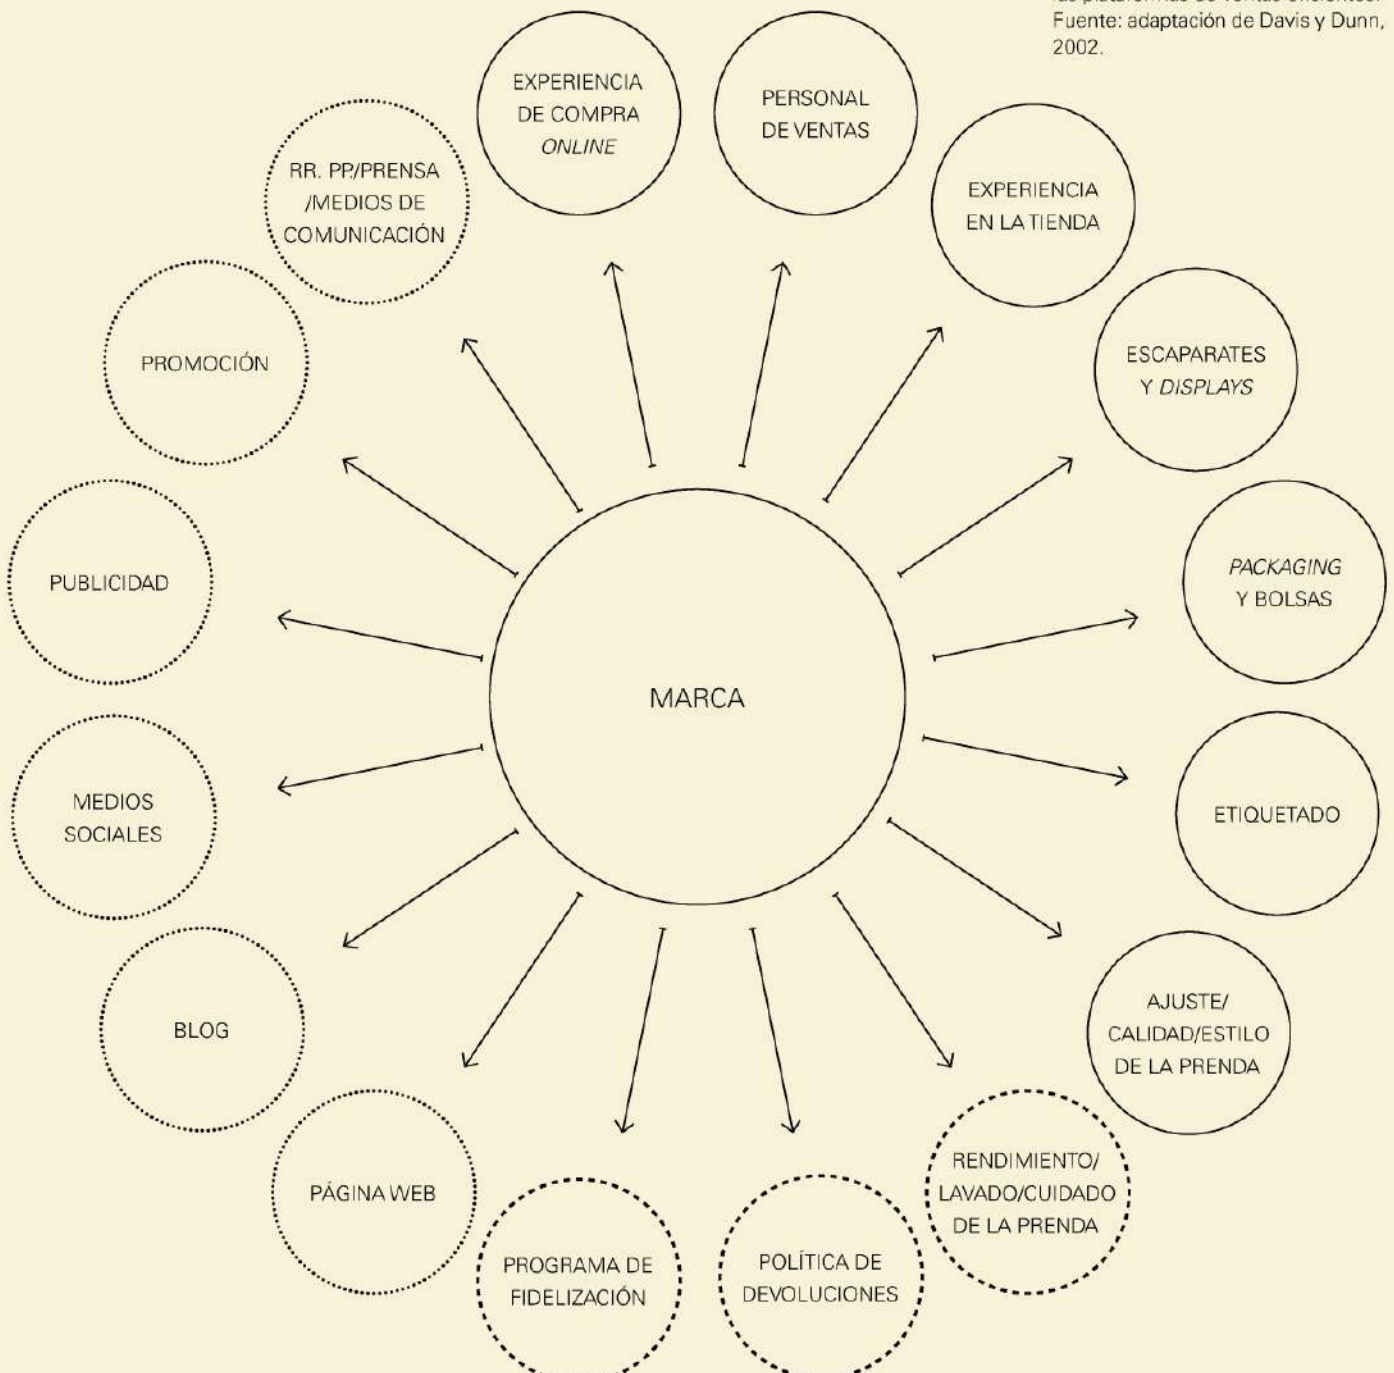 Fuente: adaptación de Davis y Dunn,
2002.
EXPERIENCIA
DE COMPRA
ONLINE
PERSONAL
DE VENTAS
EXPERIENCIA
EN LA TIENDA
ESCAPARATES
Y DISPLAYS
PACKAGING
Y BOLSAS
ETIQUETADO
AJUSTE/
CALIDAD/ESTILO
DE LA PRENDA
RENDIMIENTO/
LAVADO/CUIDADO
DE LA PRENDA
POLÍTICA DE
DEVOLUCIONES
PROGRAMA DE
FIDELIZACIÓN
PÁGINA WEB
BLOG
MEDIOS
SOCIALES
PUBLICIDAD
PROMOCIÓN
RR. PP./PRENSA
/MEDIOS DE
COMUNICACIÓN
MARCA